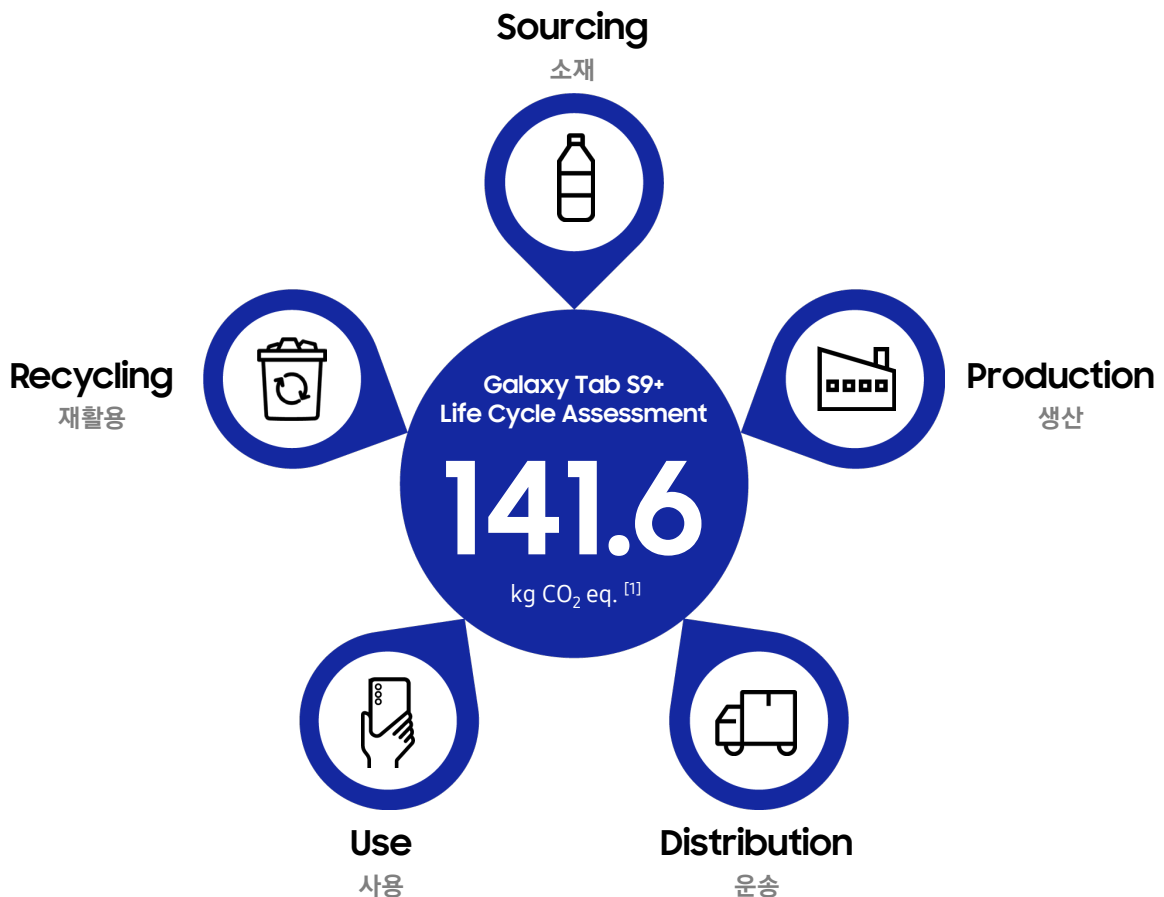 Sourcing
소재
Recycling
재활용
Galaxy Tab S9+
Life Cycle Assessment
141.6
kg CO₂ eq. [1]
Production
생산
Use
사용
Distribution
운송